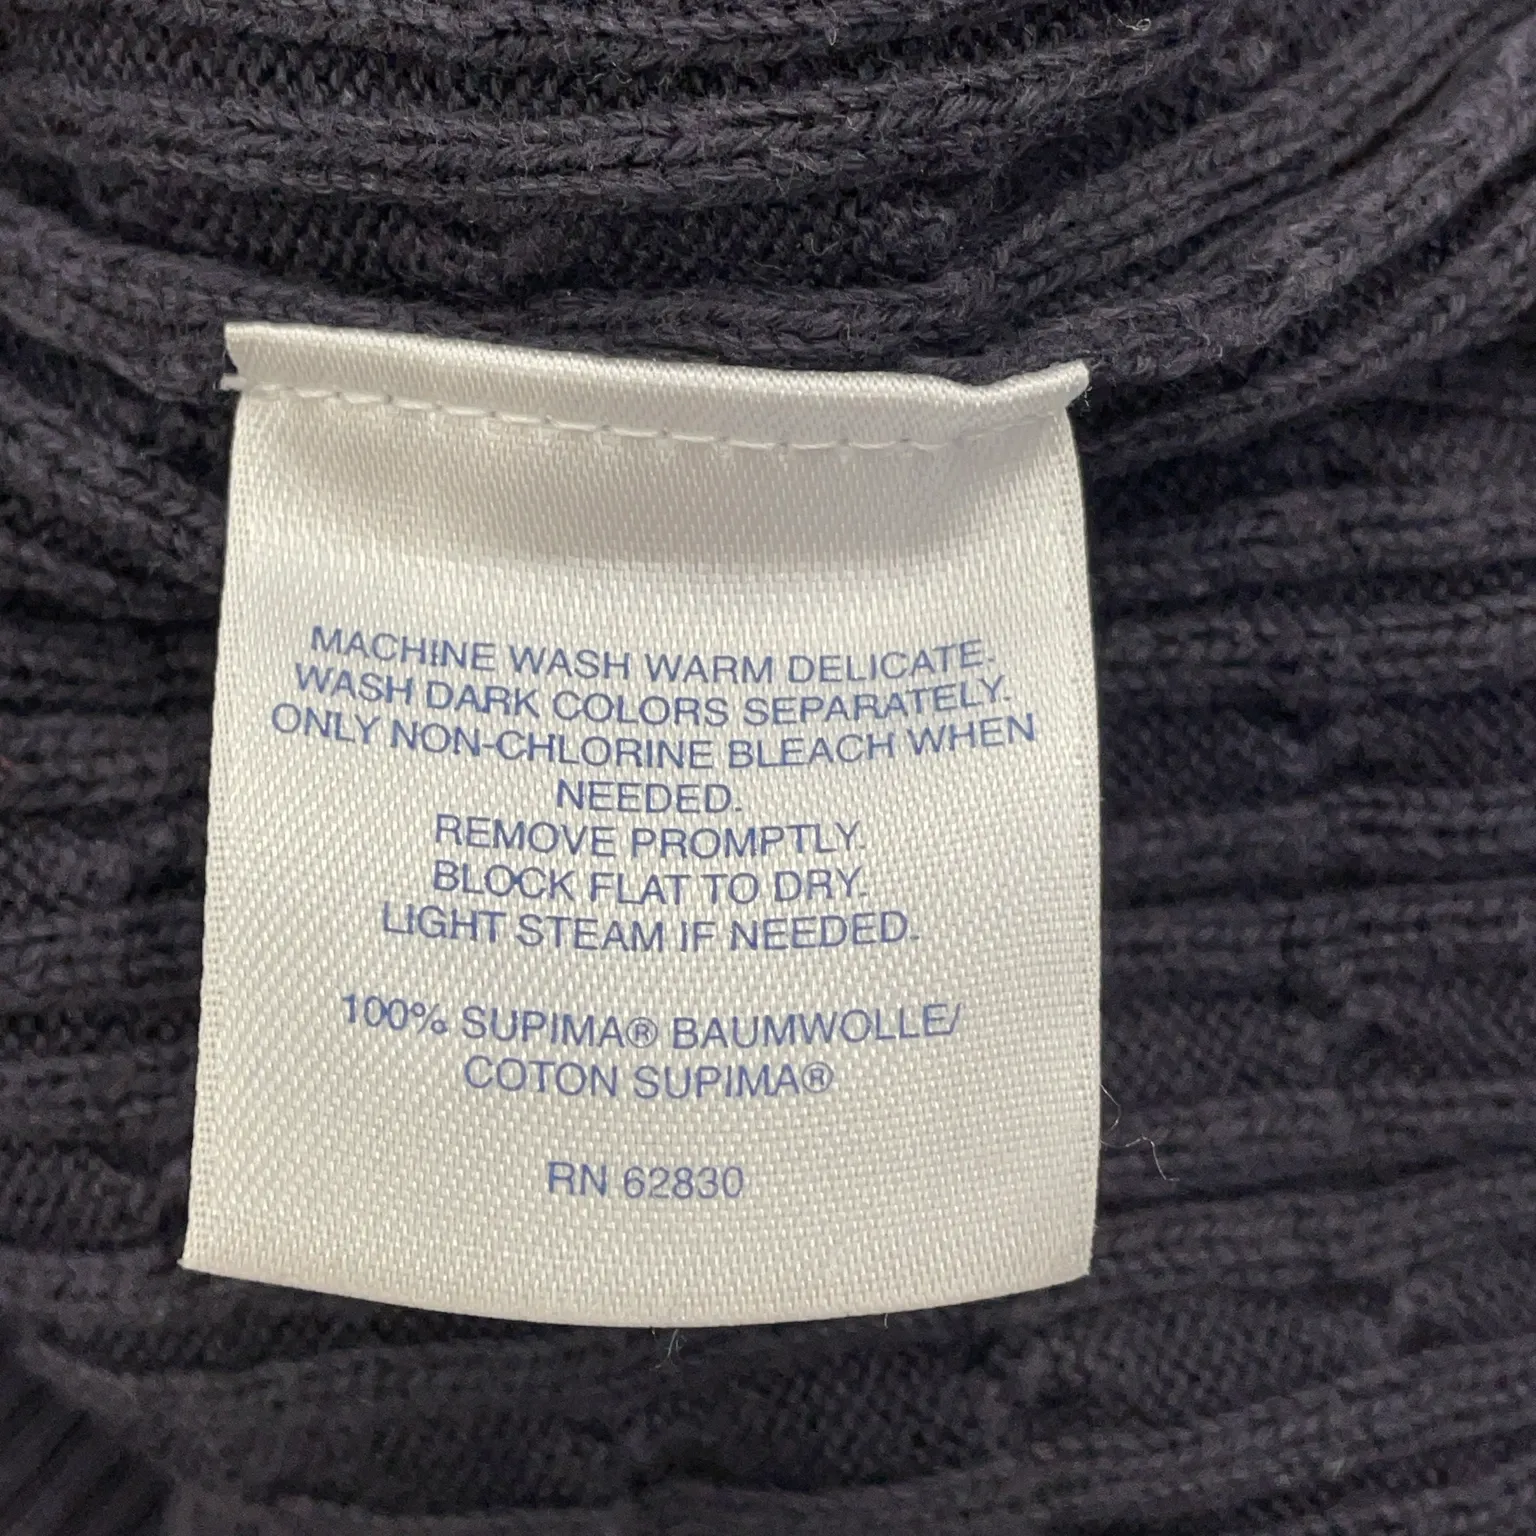 MACHINE WASH WARM DELICATE.
WASH DARK COLORS SEPARATELY.
ONLY NON-CHLORINE BLEACH WHEN
NEEDED.
REMOVE PROMPTLY.
BLOCK FLAT TO DRY.
LIGHT STEAM IF NEEDED.
100% SUPIMA® BAUMWOLLE/
COTON SUPIMA®
RN 62830